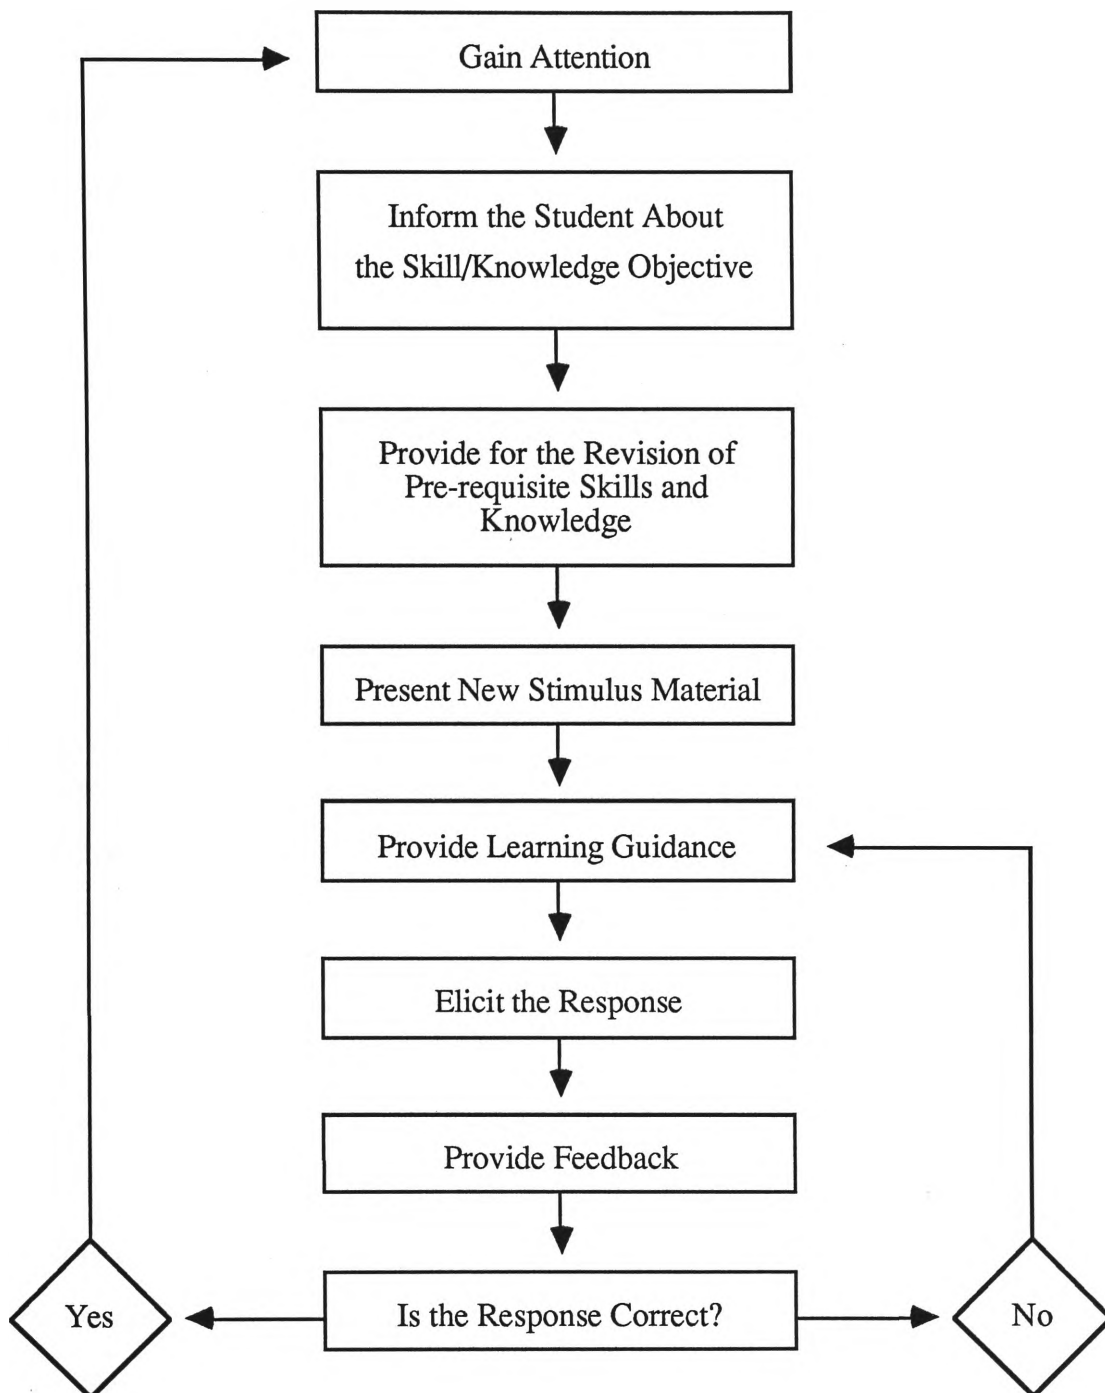 Gain Attention
Inform the Student About
the Skill/Knowledge Objective
Provide for the Revision of
Pre-requisite Skills and
Knowledge
Present New Stimulus Material
Provide Learning Guidance
Elicit the Response
Provide Feedback
Yes
Is the Response Correct?
No